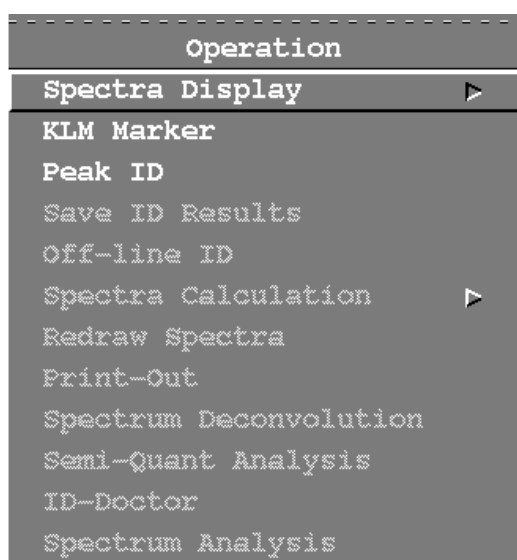 Operation
Spectra Display
KLM Marker
Peak ID
Save ID Results
Off-line ID
Spectra Calculation
Redraw Spectra
Print-Out
Spectrum Deconvolution
Semi-Quant Analysis
ID-Doctor
Spectrum Analysis